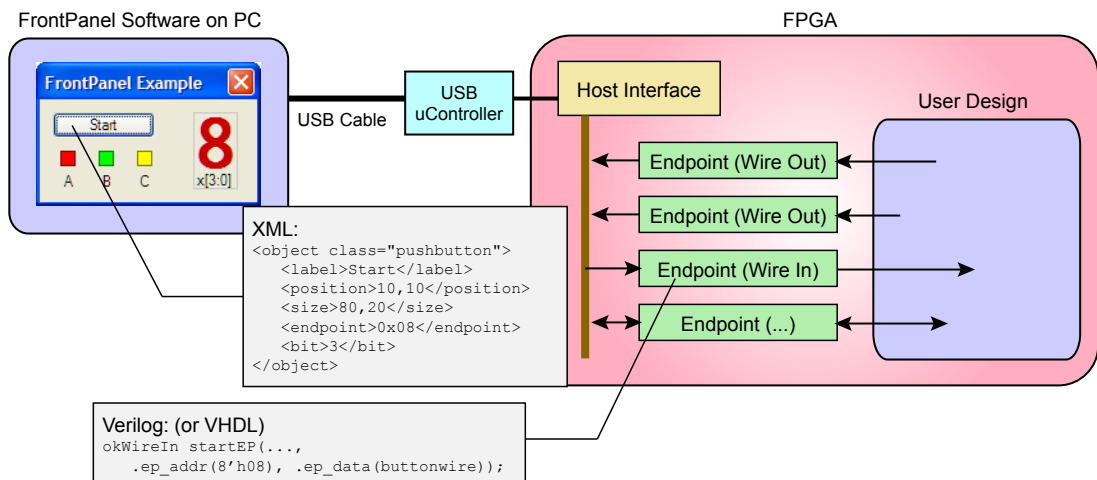 FrontPanel Software on PC
FPGA
FrontPanel Example
Start
A B C
8
x[3:0]
USB Cable
USB
uController
Host Interface
User Design
Endpoint (Wire Out)
Endpoint (Wire Out)
Endpoint (Wire In)
Endpoint (...)
XML:
<object class="pushbutton">
   <label>Start</label>
   <position>10,10</position>
   <size>80,20</size>
   <endpoint>0x08</endpoint>
   <bit>3</bit>
</object>
Verilog: (or VHDL)
okWireIn startEP(...,
   .ep_addr(8’h08), .ep_data(buttonwire));